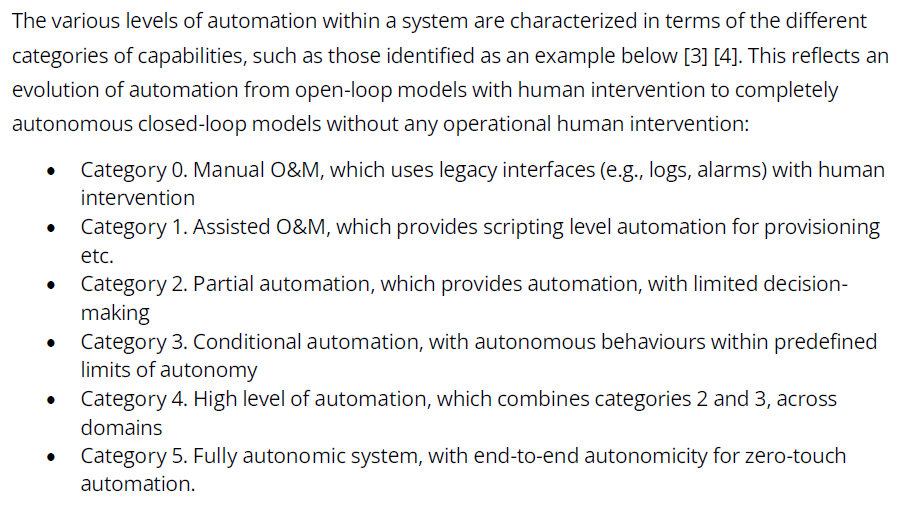 The various levels of automation within a system are characterized in terms of the different
categories of capabilities, such as those identified as an example below [3] [4]. This reflects an
evolution of automation from open-loop models with human intervention to completely
autonomous closed-loop models without any operational human intervention:
• Category 0. Manual O&M, which uses legacy interfaces (e.g., logs, alarms) with human
intervention
• Category 1. Assisted O&M, which provides scripting level automation for provisioning
etc.
• Category 2. Partial automation, which provides automation, with limited decision-
making
• Category 3. Conditional automation, with autonomous behaviours within predefined
limits of autonomy
• Category 4. High level of automation, which combines categories 2 and 3, across
domains
• Category 5. Fully autonomic system, with end-to-end autonomicity for zero-touch
automation.